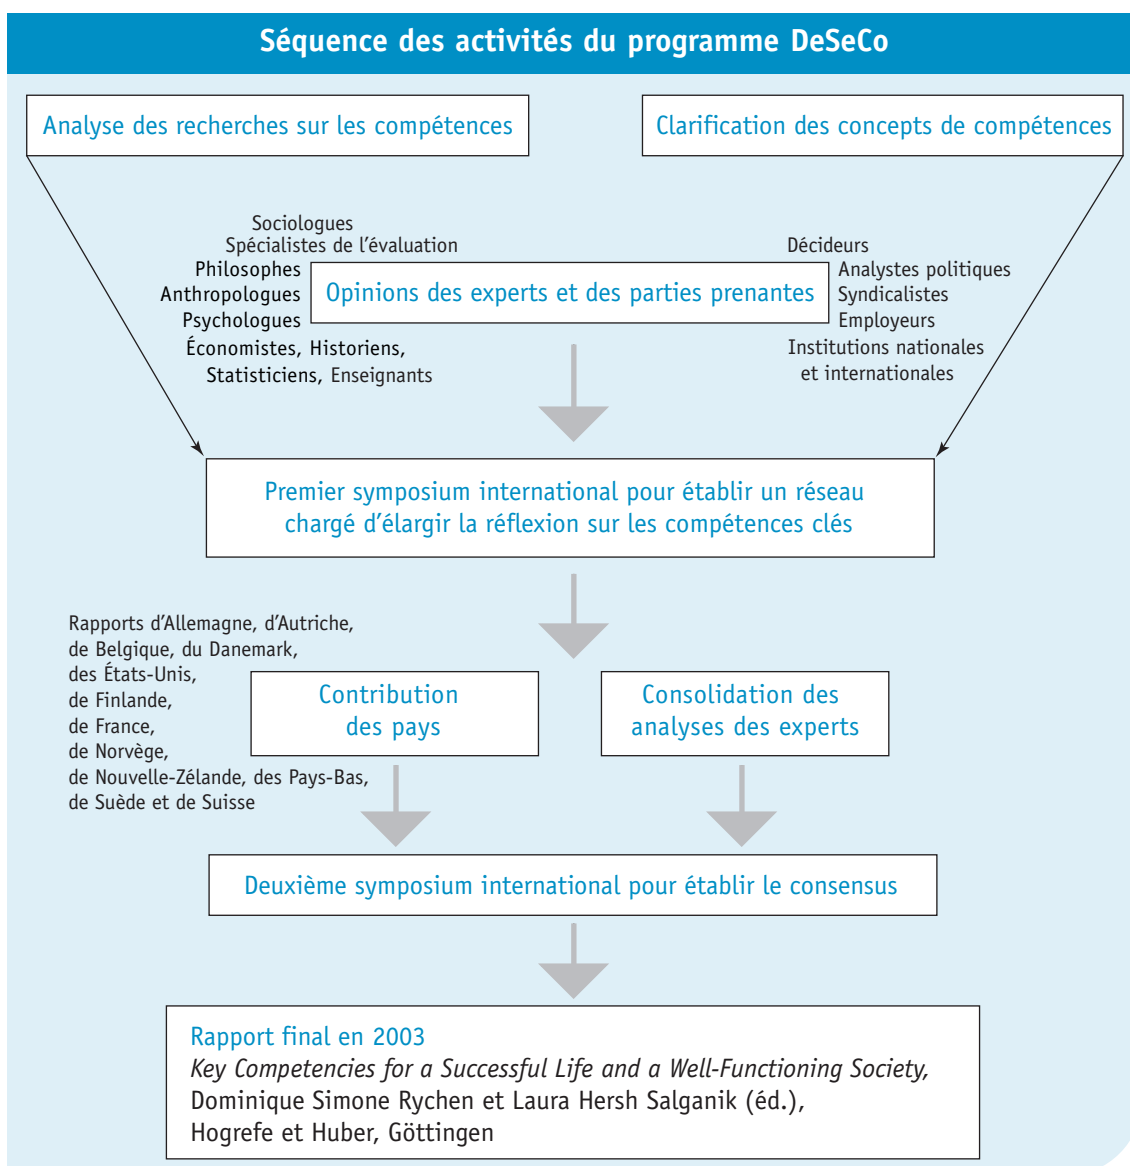 Séquence des activités du programme DeSeCo
Analyse des recherches sur les compétences
Clarification des concepts de compétences
Sociologues
Spécialistes de l'évaluation
Philosophes
Anthropologues
Psychologues
Économistes, Historiens,
Statisticiens, Enseignants
Opinions des experts et des parties prenantes
Décideurs
Analystes politiques
Syndicalistes
Employeurs
Institutions nationales
et internationales
Premier symposium international pour établir un réseau
chargé d'élargir la réflexion sur les compétences clés
Rapports d'Allemagne, d'Autriche,
de Belgique, du Danemark,
des États-Unis,
de Finlande,
de France,
de Norvège,
de Nouvelle-Zélande, des Pays-Bas,
de Suède et de Suisse
Contribution
des pays
Consolidation des
analyses des experts
Deuxième symposium international pour établir le consensus
Rapport final en 2003
Key Competencies for a Successful Life and a Well-Functioning Society,
Dominique Simone Rychen et Laura Hersh Salganik (éd.),
Hogrefe et Huber, Göttingen